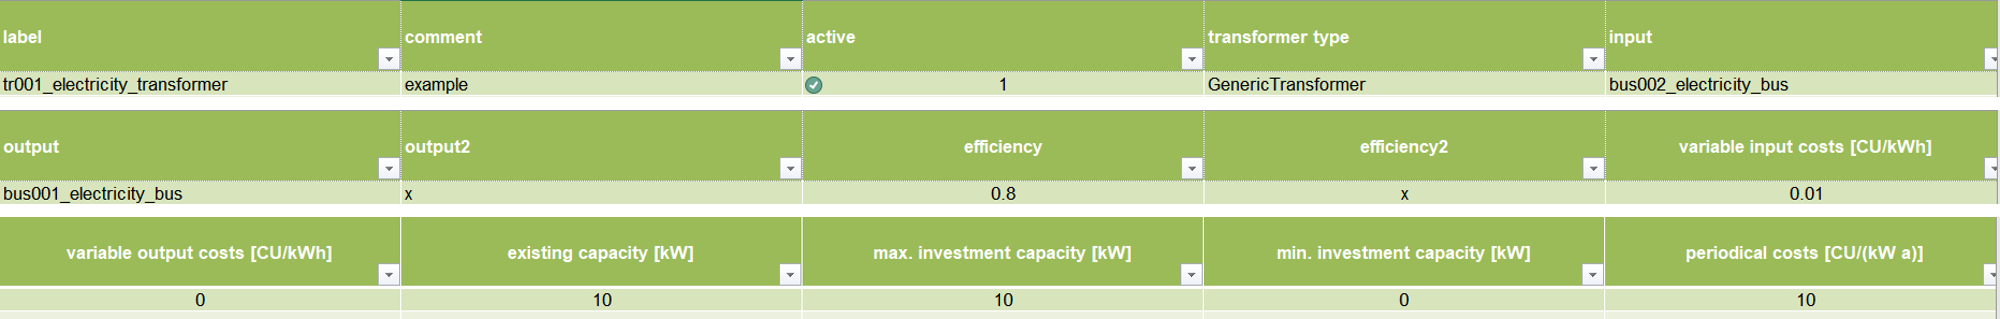 label comment active transformer type input
tr001_electricity_transformer example 1 GenericTransformer bus002_electricity_bus
output output2 efficiency efficiency2 variable input costs [CU/kWh]
bus001_electricity_bus x 0.8 x 0.01
variable output costs [CU/kWh] existing capacity [kW] max. investment capacity [kW] min. investment capacity [kW] periodical costs [CU/(kW a)]
0 10 10 0 10